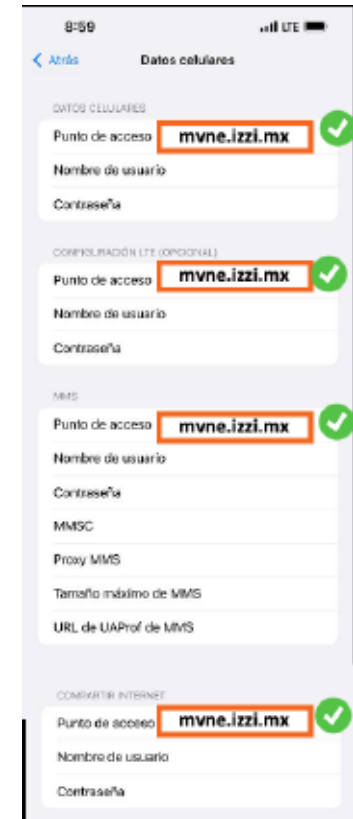 8:59 LTE
Atrás Datos celulares
DATOS CELULARES
Punto de acceso mvne.izzi.mx
Nombre de usuario
Contraseña
CONFIGURACIÓN LTE (OPCIONAL)
Punto de acceso mvne.izzi.mx
Nombre de usuario
Contraseña
MMS
Punto de acceso mvne.izzi.mx
Nombre de usuario
Contraseña
MMSC
Proxy MMS
Tamaño máximo de MMS
URL de UAProf de MMS
COMPARTIR INTERNET
Punto de acceso mvne.izzi.mx
Nombre de usuario
Contraseña